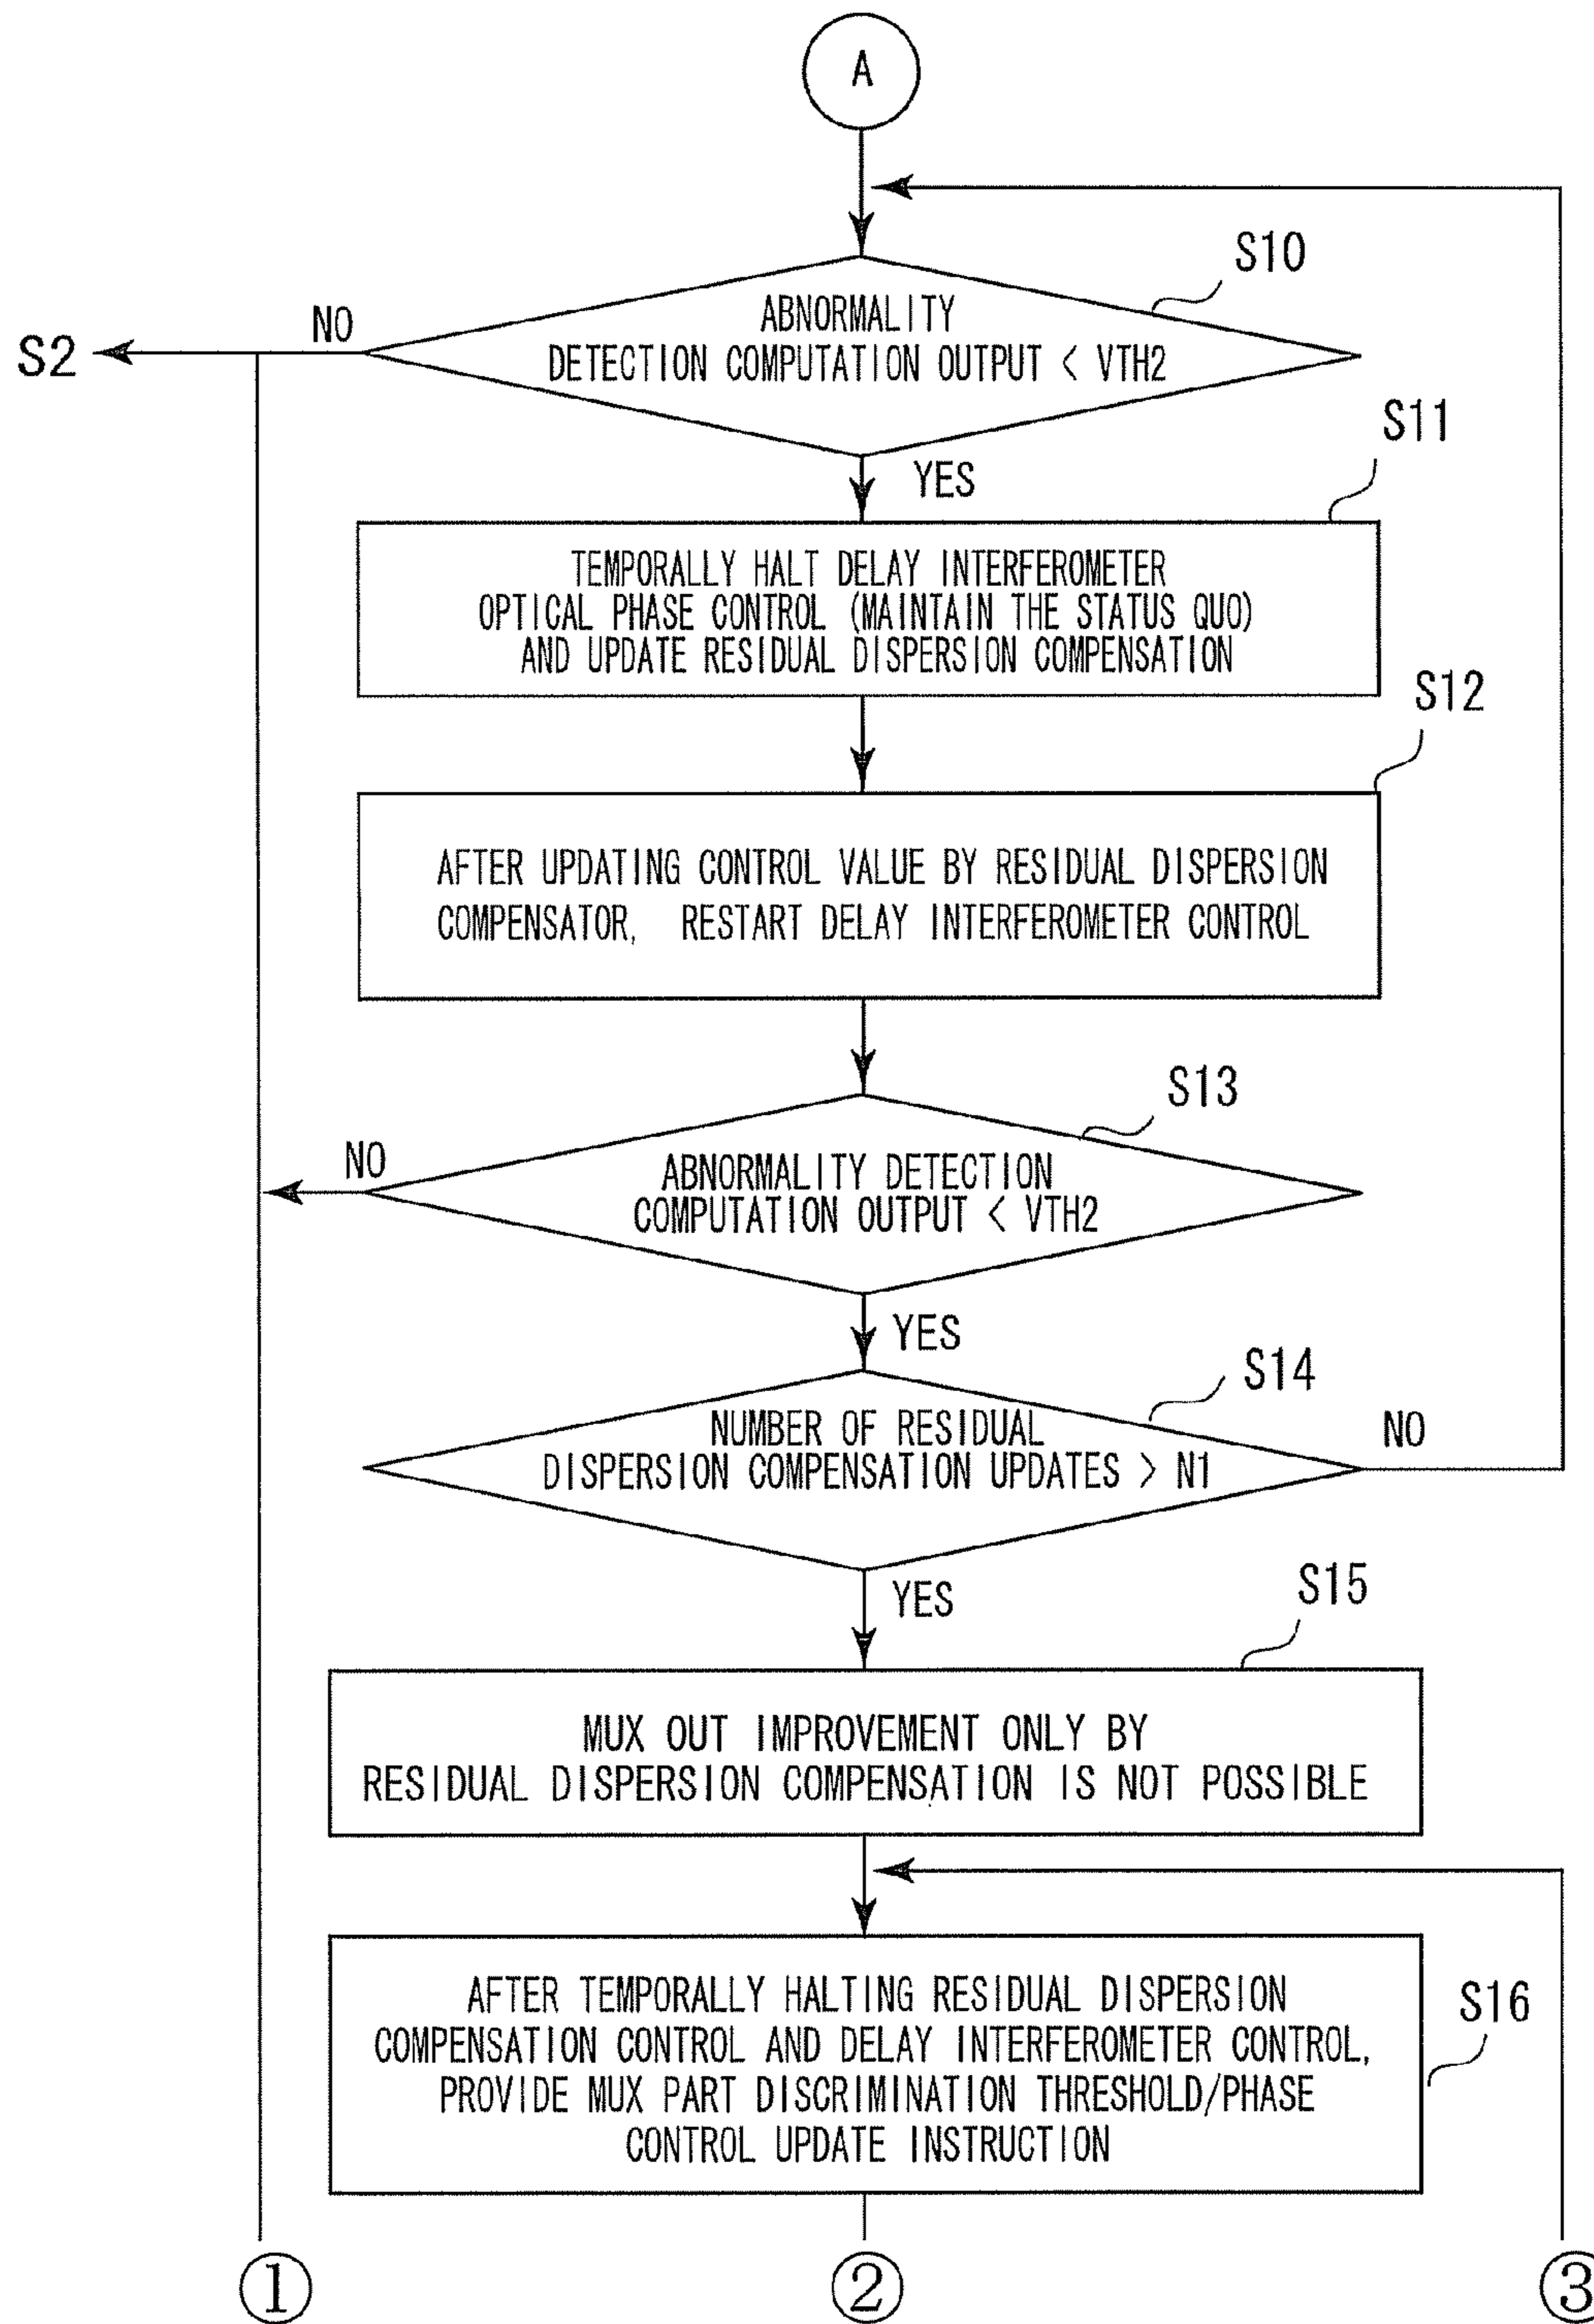 A
S10
ABNORMALITY
DETECTION COMPUTATION OUTPUT < VTH2
NO
S2
YES
S11
TEMPORALLY HALT DELAY INTERFEROMETER
OPTICAL PHASE CONTROL (MAINTAIN THE STATUS QUO)
AND UPDATE RESIDUAL DISPERSION COMPENSATION
S12
AFTER UPDATING CONTROL VALUE BY RESIDUAL DISPERSION
COMPENSATOR, RESTART DELAY INTERFEROMETER CONTROL
S13
NO
ABNORMALITY DETECTION
COMPUTATION OUTPUT < VTH2
YES
S14
NUMBER OF RESIDUAL
DISPERSION COMPENSATION UPDATES > N1
NO
YES
S15
MUX OUT IMPROVEMENT ONLY BY
RESIDUAL DISPERSION COMPENSATION IS NOT POSSIBLE
S16
AFTER TEMPORALLY HALTING RESIDUAL DISPERSION
COMPENSATION CONTROL AND DELAY INTERFEROMETER CONTROL,
PROVIDE MUX PART DISCRIMINATION THRESHOLD/PHASE
CONTROL UPDATE INSTRUCTION
① ② ③